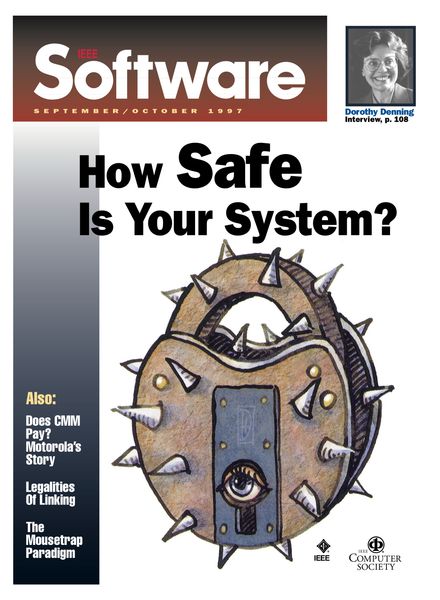 IEEE
Software
SEPTEMBER/OCTOBER 1997
Dorothy Denning
Interview, p. 108
How Safe
Is Your System?
Also:
Does CMM
Pay?
Motorola's
Story
Legalities
Of Linking
The
Mousetrap
Paradigm
IEEE
IEEE
COMPUTER
SOCIETY